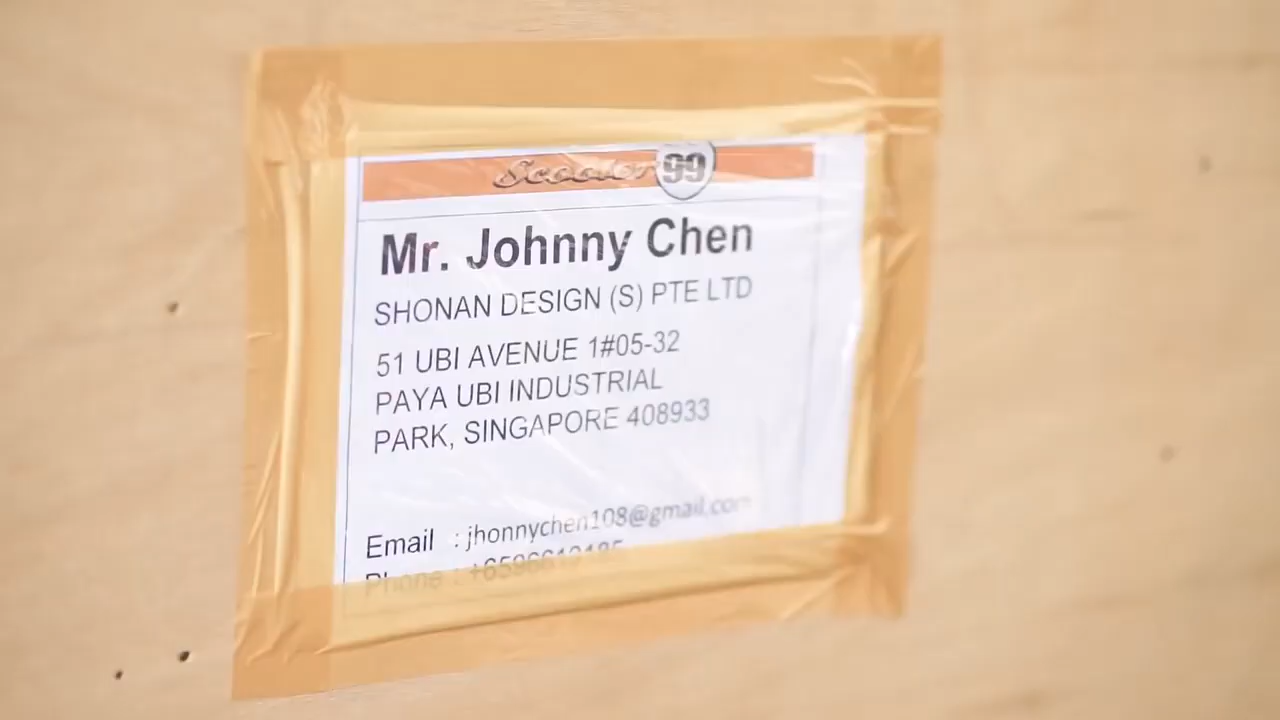 Scooter 99
Mr. Johnny Chen
SHONAN DESIGN (S) PTE LTD
51 UBI AVENUE 1#05-32
PAYA UBI INDUSTRIAL
PARK, SINGAPORE 408933
Email : jhonnychen108@gmail.com
Phone :